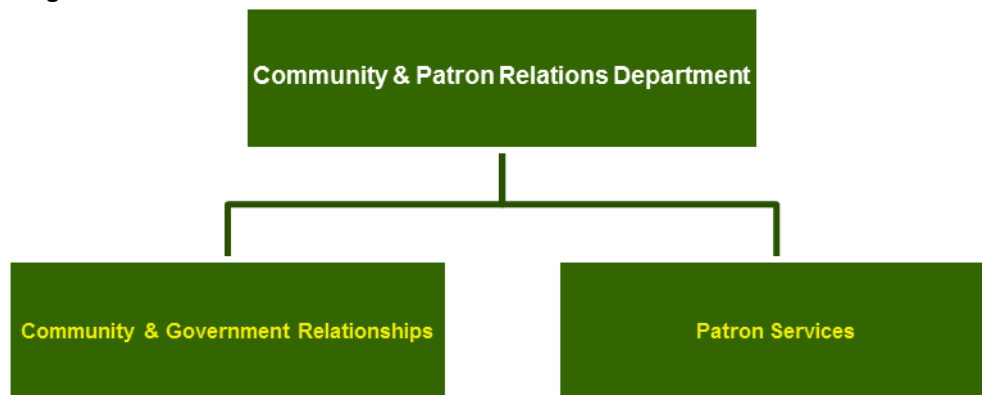 Community & Patron Relations Department
Community & Government Relationships
Patron Services